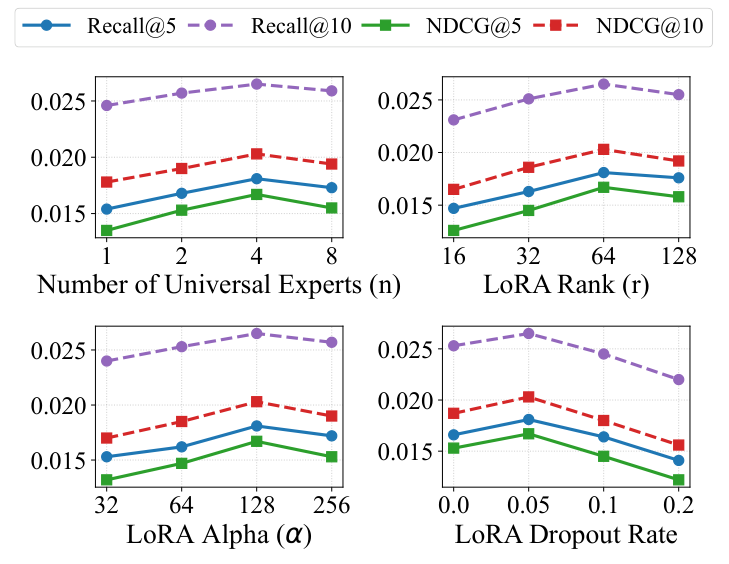 Recall@5 Recall@10 NDCG@5 NDCG@10
0.025 0.025
0.020 0.020
0.015 0.015
1 2 4 8 16 32 64 128
Number of Universal Experts (n) LoRA Rank (r)
0.025 0.025
0.020 0.020
0.015 0.015
32 64 128 256 0.0 0.05 0.1 0.2
LoRA Alpha (α) LoRA Dropout Rate